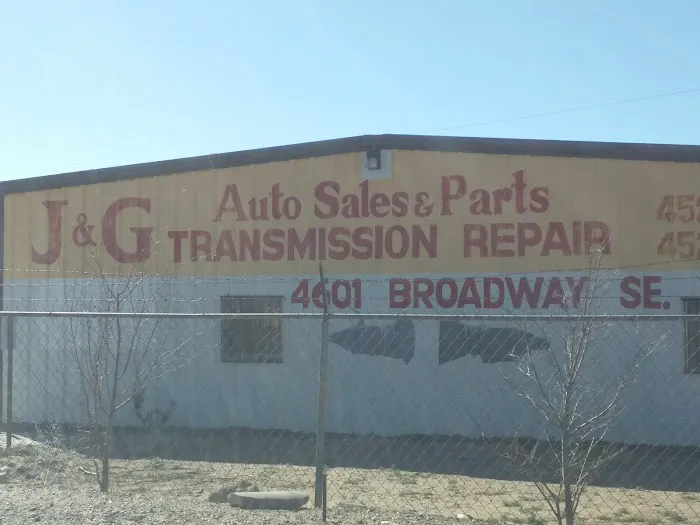 J&G Auto Sales & Parts
TRANSMISSION REPAIR
4601 BROADWAY SE.